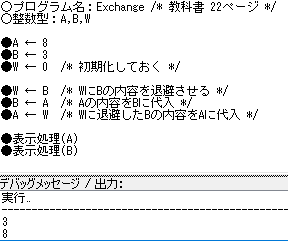 ○プログラム名：Exchange /* 教科書 22ページ */
○整数型：A,B,W
●A ← 8
●B ← 3
●W ← 0 /* 初期化しておく */
●W ← B /* WにBの内容を退避させる */
●B ← A /* Aの内容をBに代入 */
●A ← W /* Wに退避したBの内容をAに代入 */
●表示処理(A)
●表示処理(B)
デバッグメッセージ / 出力:
実行..
3
8